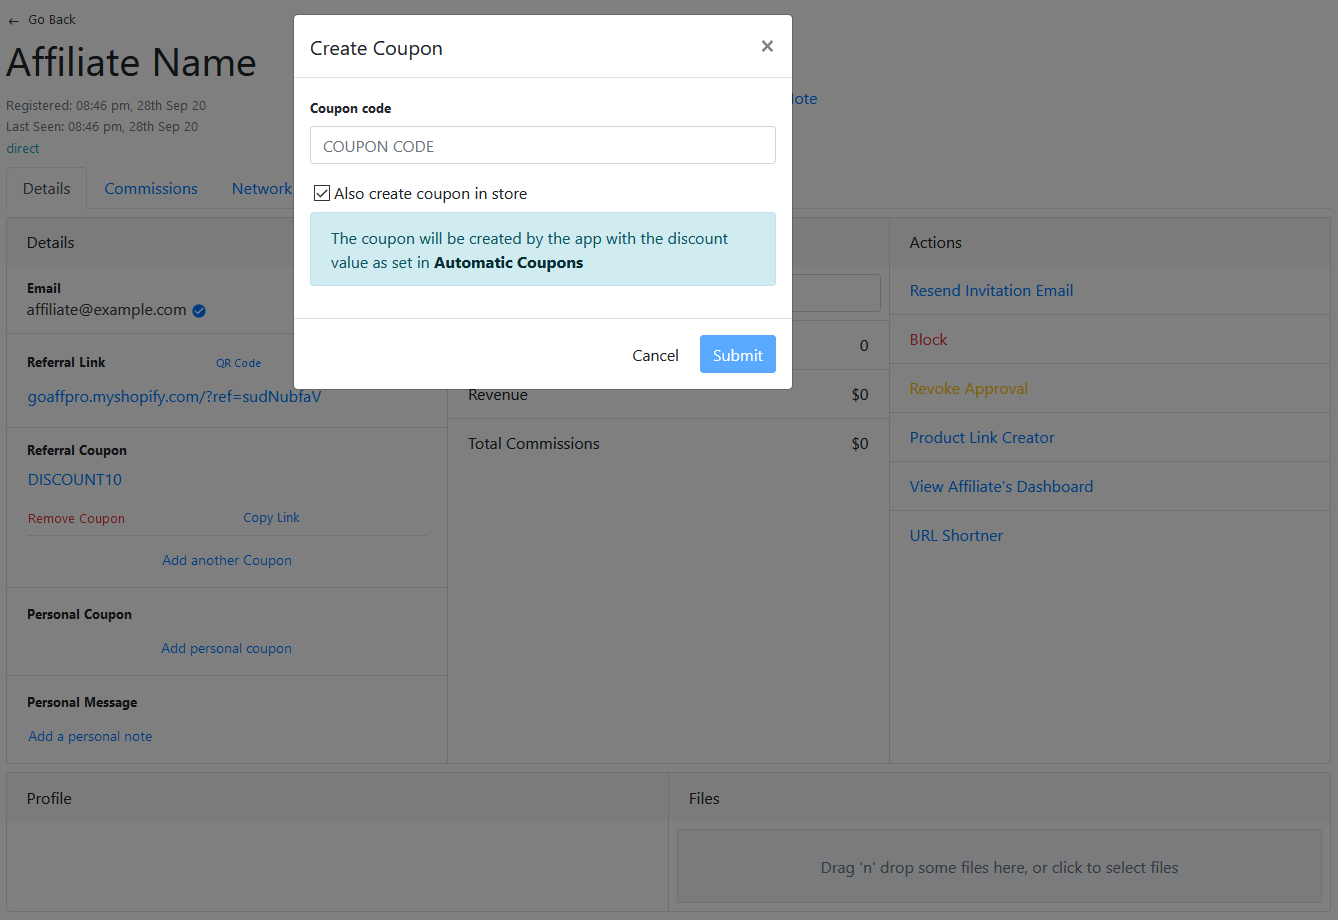 ← Go Back
Affiliate Name
Registered: 08:46 pm, 28th Sep 20
Last Seen: 08:46 pm, 28th Sep 20
direct
Details
Commissions
Network
Create Coupon
×
Coupon code
COUPON CODE
Also create coupon in store
The coupon will be created by the app with the discount
value as set in Automatic Coupons
Cancel
Submit
Details
Email
affiliate@example.com
Referral Link
QR Code
goaffpro.myshopify.com/?ref=sudNubfaV
Referral Coupon
DISCOUNT10
Remove Coupon
Copy Link
Add another Coupon
Personal Coupon
Add personal coupon
Personal Message
Add a personal note
0
Revenue $0
Total Commissions $0
Actions
Resend Invitation Email
Block
Revoke Approval
Product Link Creator
View Affiliate's Dashboard
URL Shortner
Profile
Files
Drag 'n' drop some files here, or click to select files